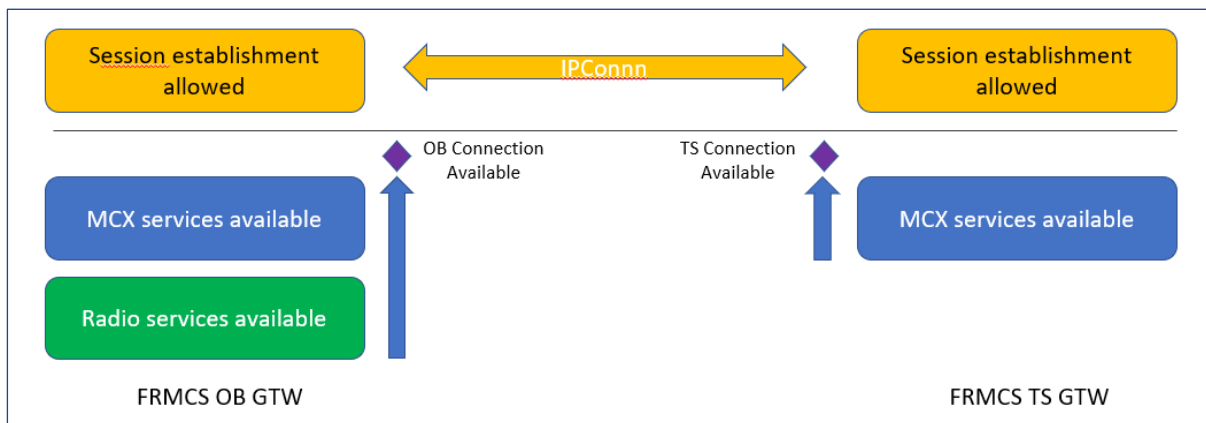 Session establishment
allowed
IPConnn
Session establishment
allowed
OB Connection
Available
TS Connection
Available
MCX services available
MCX services available
Radio services available
FRMCS OB GTW
FRMCS TS GTW